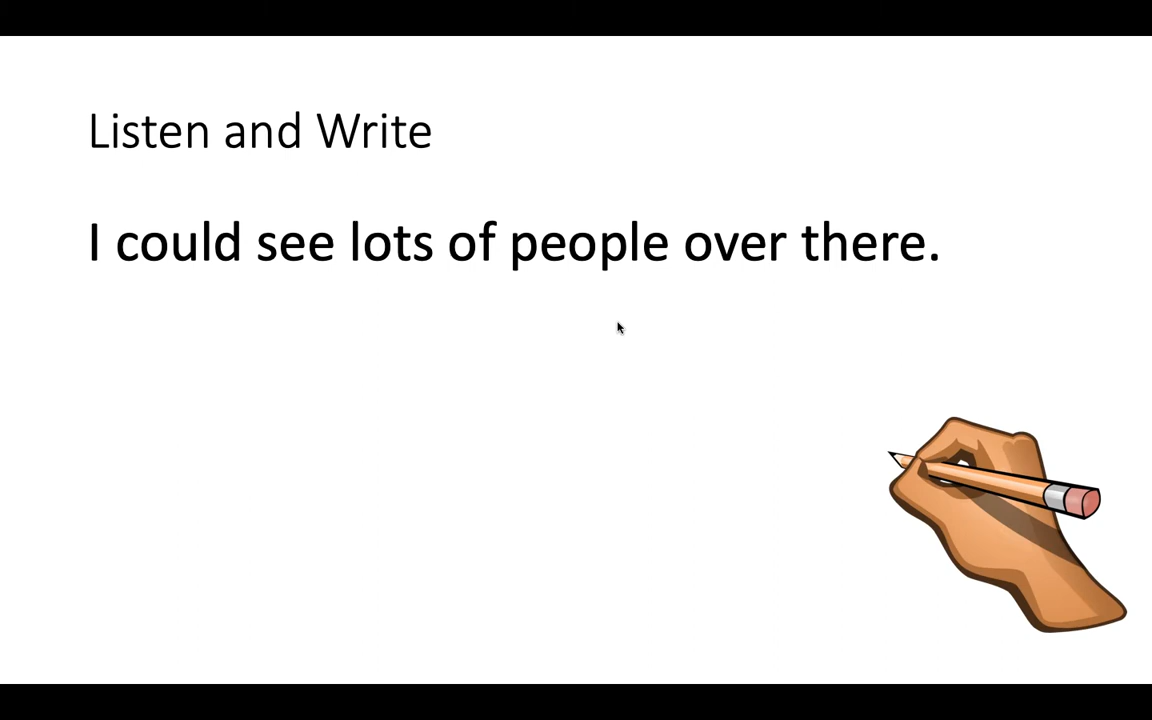 Listen and Write
I could see lots of people over there.